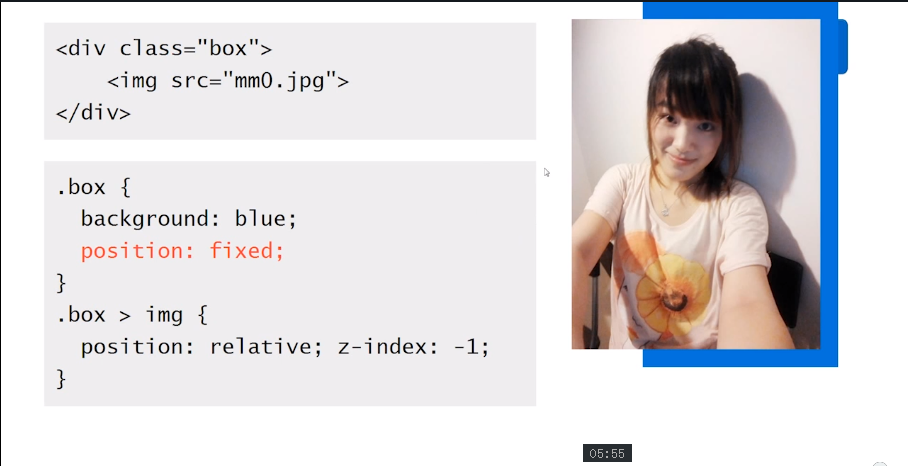 <div class="box">
<img src="mm0.jpg">
</div>
.box {
background: blue;
position: fixed;
}
.box > img {
position: relative; z-index: -1;
}
05:55